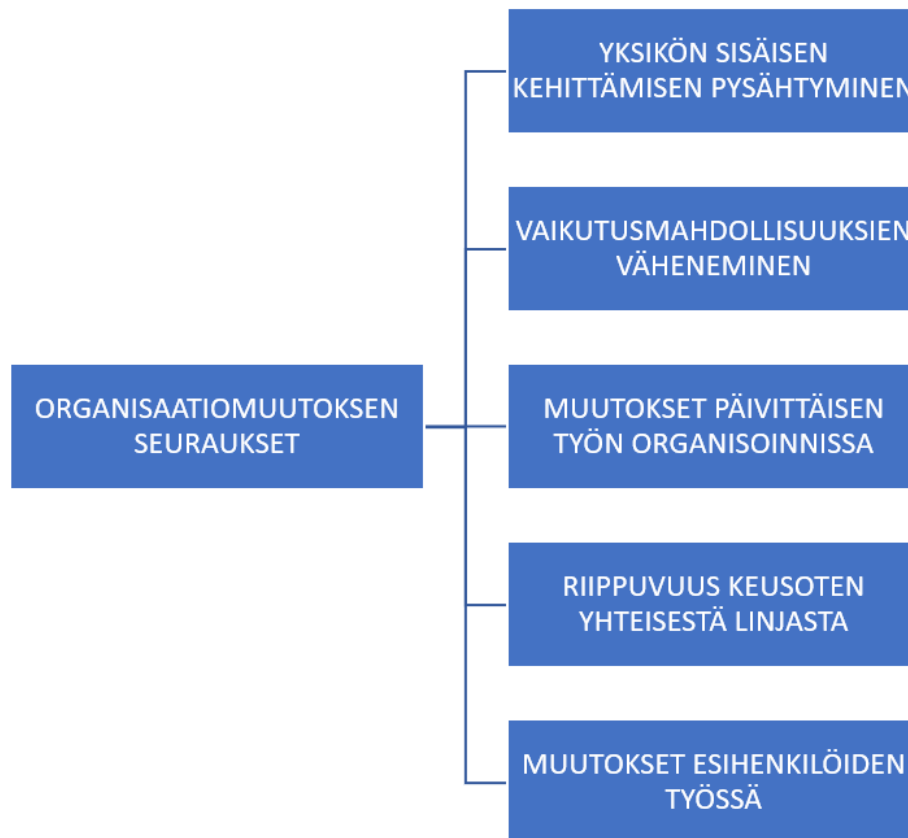 YKSIKÖN SISÄISEN
KEHITTÄMISEN PYSÄHTYMINEN
VAIKUTUSMAHDOLLISUUKSIEN
VÄHENEMINEN
ORGANISAATIOMUUTOKSEN
SEURAUKSET
MUUTOKSET PÄIVITTÄISEN
TYÖN ORGANISOINNISSA
RIIPPUVUUS KEUSOTEN
YHTEISESTÄ LINJASTA
MUUTOKSET ESIHENKILÖIDEN
TYÖSSÄ